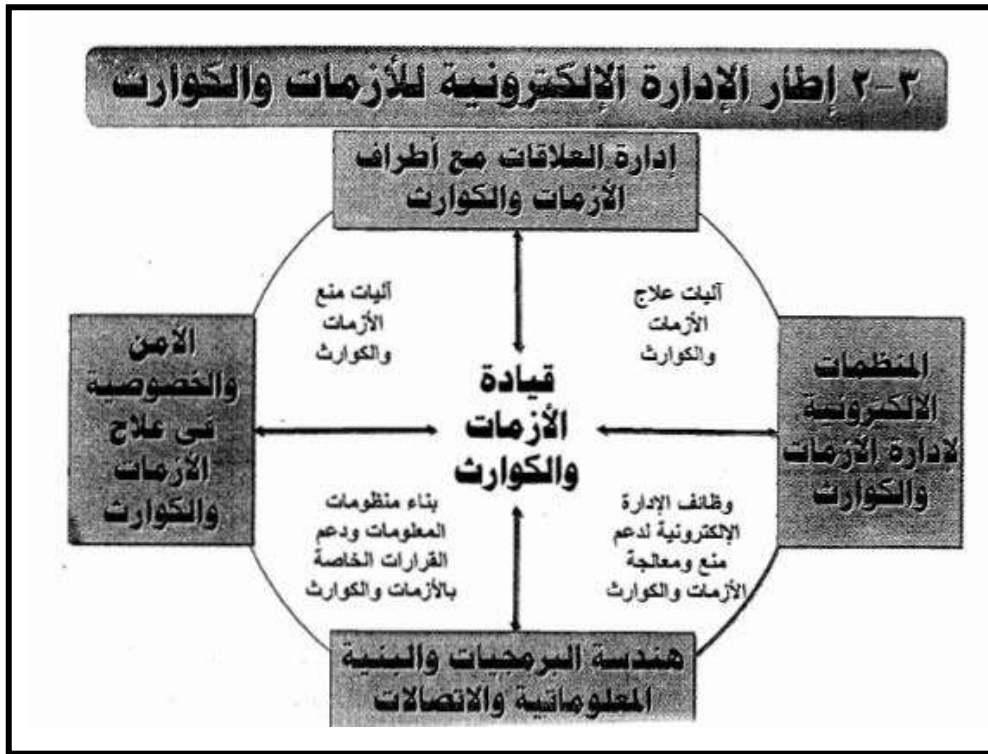 ٣-٢ إطار الإدارة الإلكترونية للأزمات والكوارث
إدارة العلاقات مع أطراف
الأزمات والكوارث
آليات علاج
الأزمات
والكوارث
آليات منع
الأزمات
والكوارث
المنظمات
الالكترونية
لإدارة الازمات
والكوارث
قيادة
الأزمات
والكوارث
الأمن
والخصوصية
فى علاج
الأزمات
والكوارث
وظائف الإدارة
الإلكترونية لدعم
منع ومعالجة
الأزمات والكوارث
بناء منظومات
المعلومات ودعم
القرارات الخاصة
بالأزمات والكوارث
هندسة البرمجيات والبنية
المعلوماتية والاتصالات